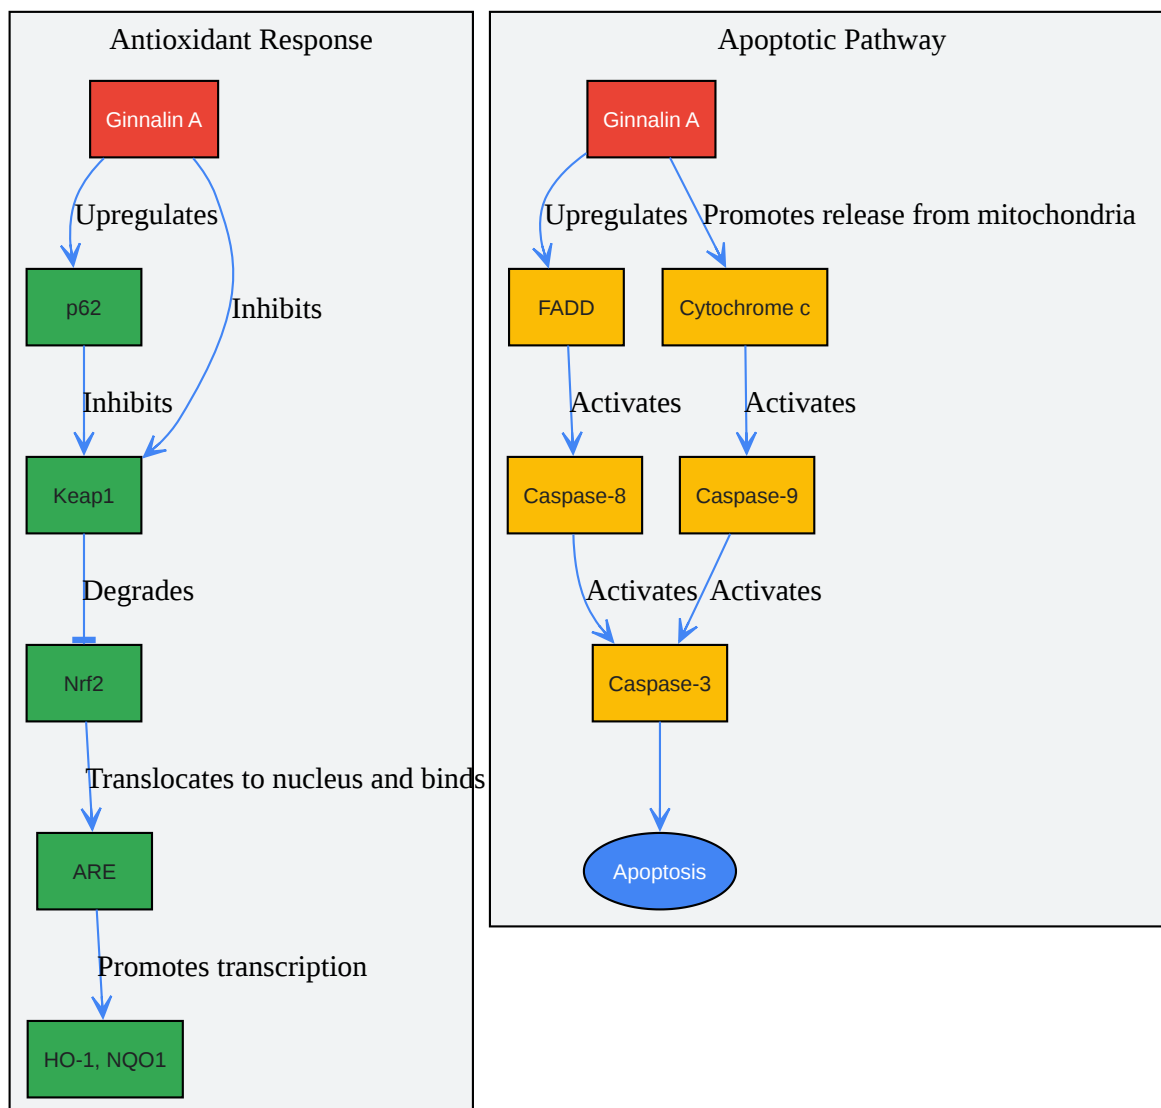 Antioxidant Response
Ginnalin A
Upregulates
Inhibits
p62
Inhibits
Keap1
Degrades
Nrf2
Translocates to nucleus and binds
ARE
Promotes transcription
HO-1, NQO1
Apoptotic Pathway
Ginnalin A
Upregulates
Promotes release from mitochondria
FADD
Cytochrome c
Activates
Activates
Caspase-8
Caspase-9
Activates
Activates
Caspase-3
Apoptosis